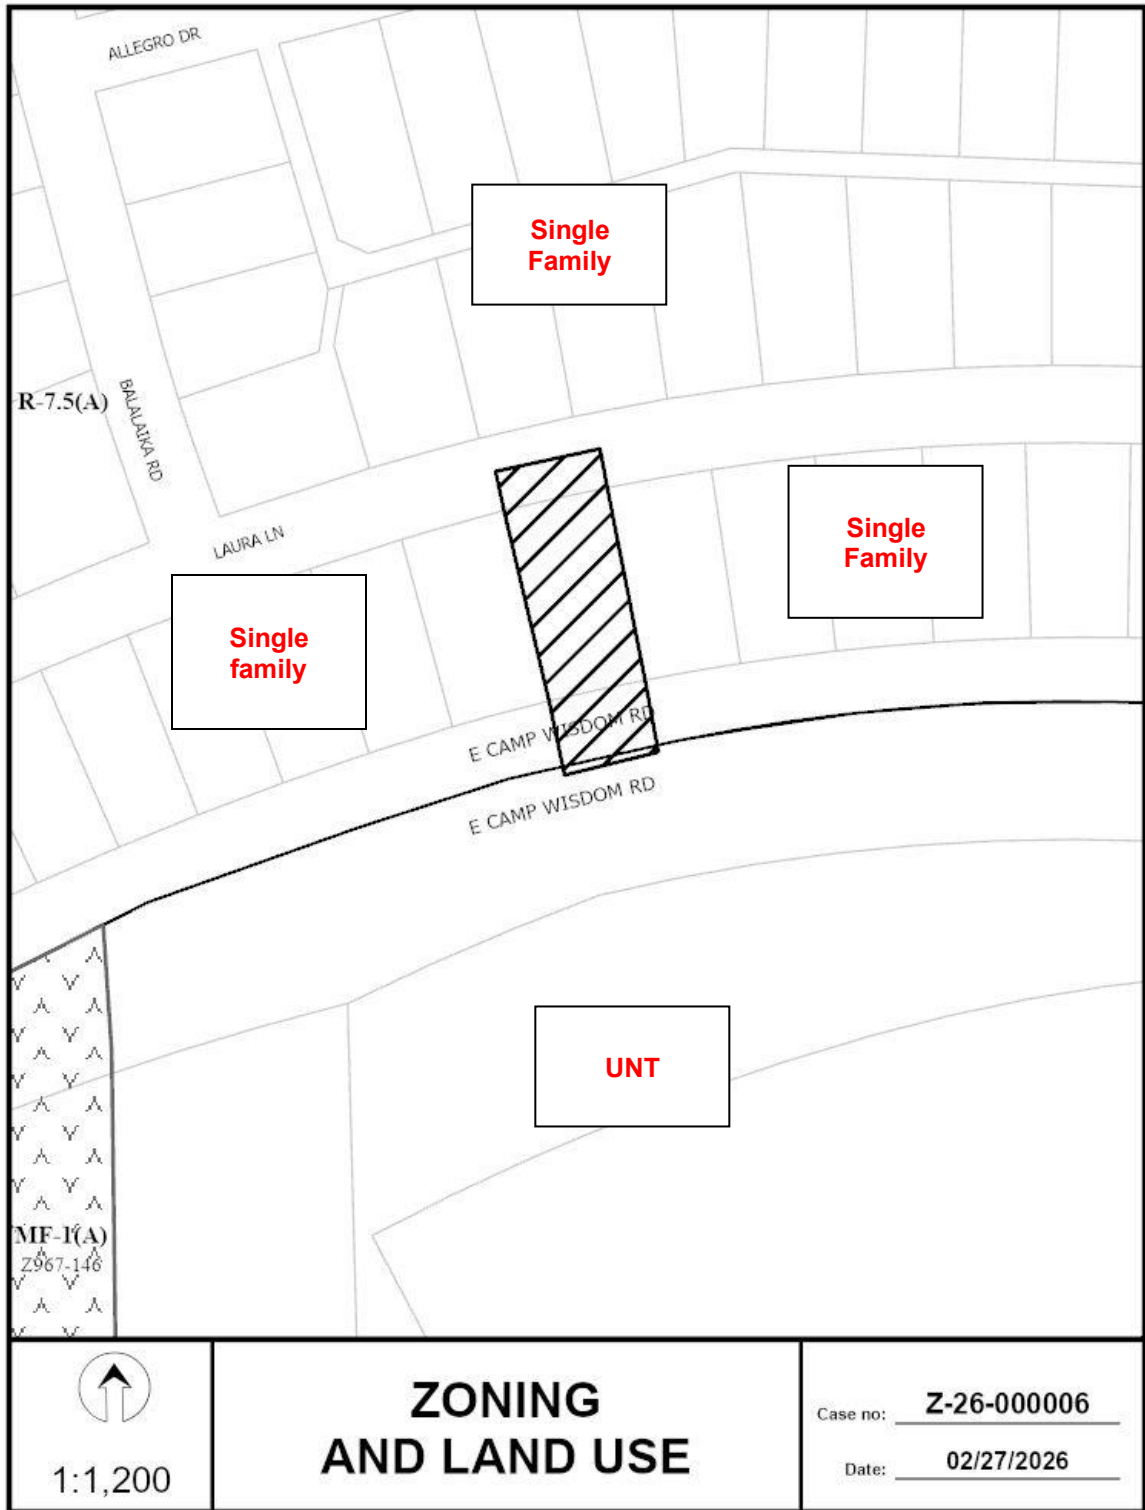 ALLEGRO DR
Single
Family
R-7.5(A)
BALALAIKA RD
LAURA LN
Single
Family
Single
family
E CAMP WISDOM RD
E CAMP WISDOM RD
UNT
MF-1(A)
Z967-146
1:1,200
ZONING
AND LAND USE
Case no: Z-26-000006
Date: 02/27/2026